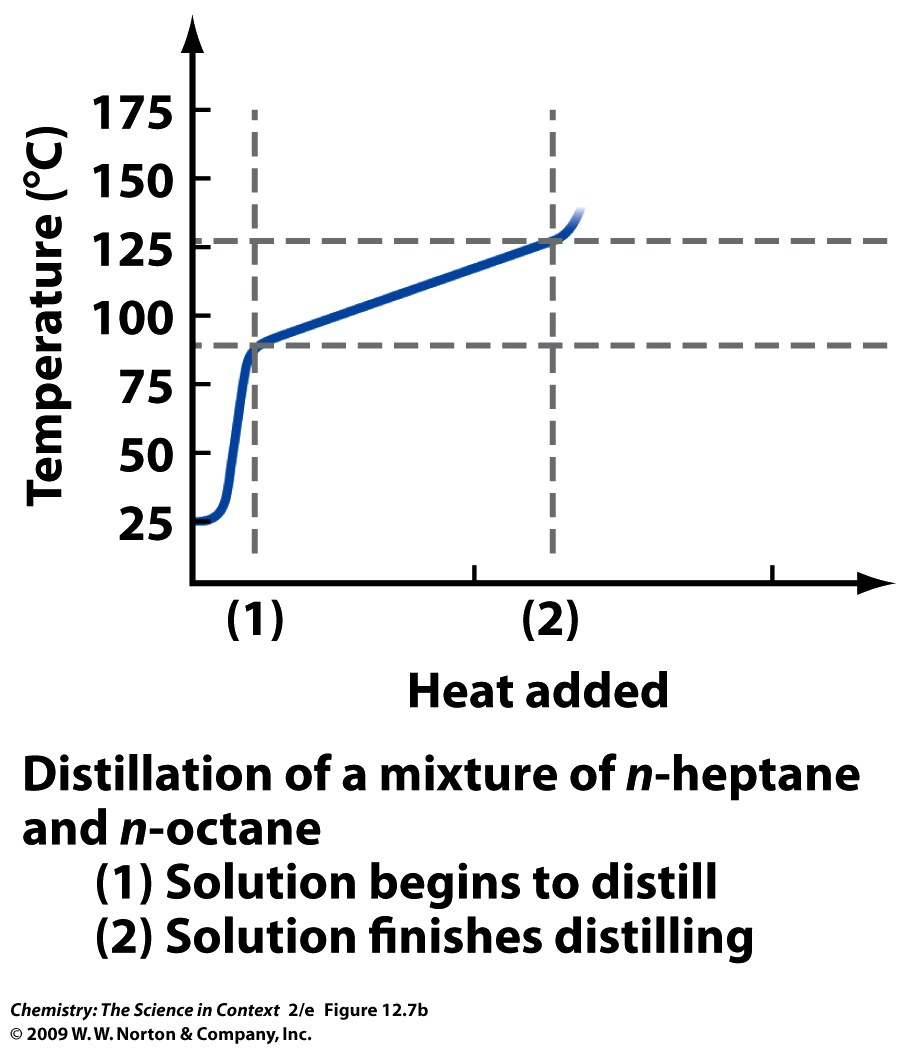 Temperature (°C)
175
150
125
100
75
50
25
(1)
(2)
Heat added
Distillation of a mixture of n-heptane
and n-octane
(1) Solution begins to distill
(2) Solution finishes distilling
Chemistry: The Science in Context 2/e Figure 12.7b
© 2009 W. W. Norton & Company, Inc.